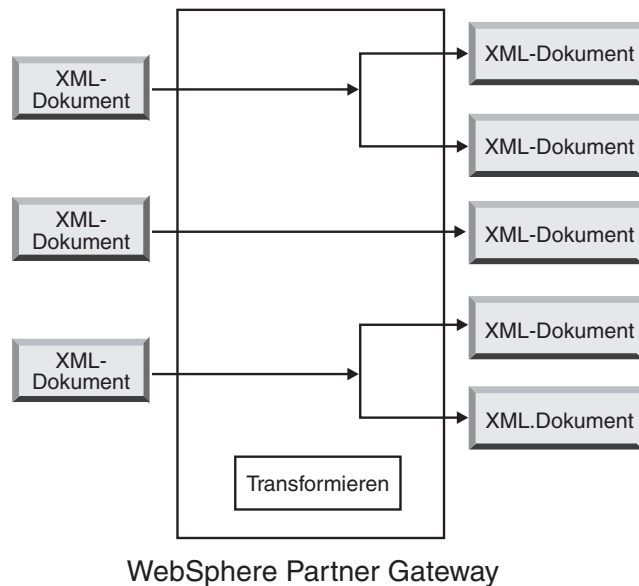 XML-
Dokument
XML-
Dokument
XML-
Dokument
XML-Dokument
XML-Dokument
XML-Dokument
XML-Dokument
XML.Dokument
Transformieren
WebSphere Partner Gateway